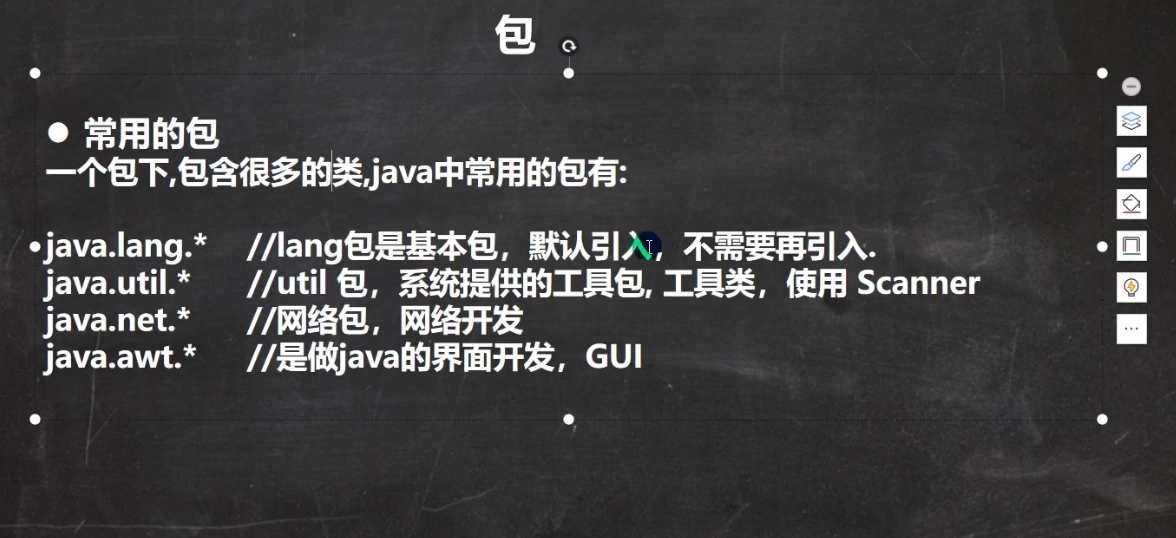 包
● 常用的包
一个包下,包含很多的类,java中常用的包有:
java.lang.* //lang包是基本包，默认引入，不需要再引入.
java.util.* //util 包，系统提供的工具包, 工具类，使用 Scanner
java.net.* //网络包，网络开发
java.awt.* //是做java的界面开发，GUI